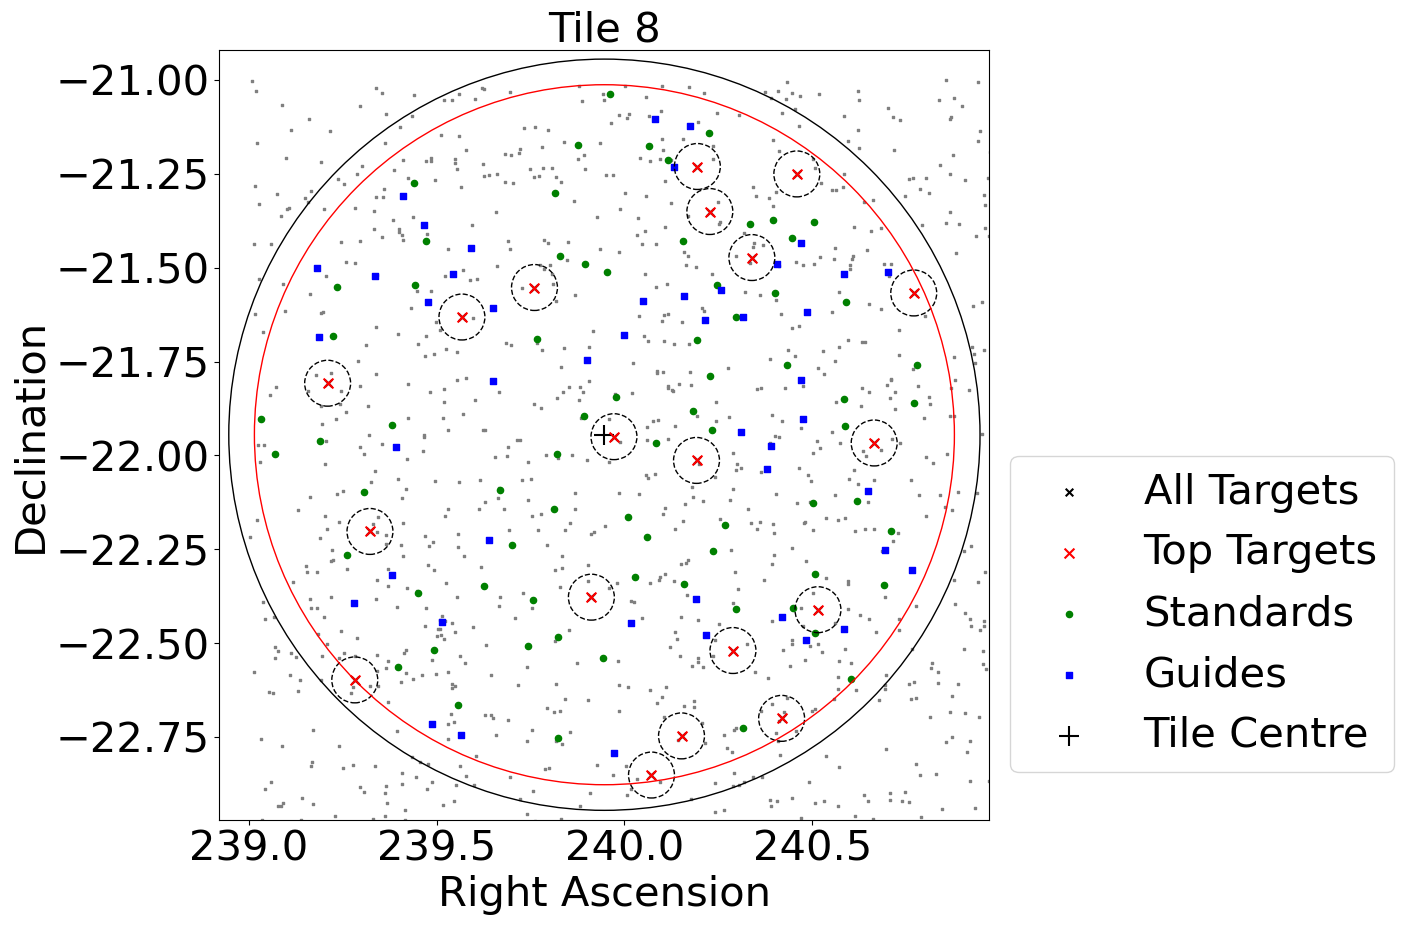 Tile 8
Declination
−21.00
−21.25
−21.50
−21.75
−22.00
−22.25
−22.50
−22.75
239.0
239.5
240.0
240.5
Right Ascension
All Targets
Top Targets
Standards
Guides
Tile Centre